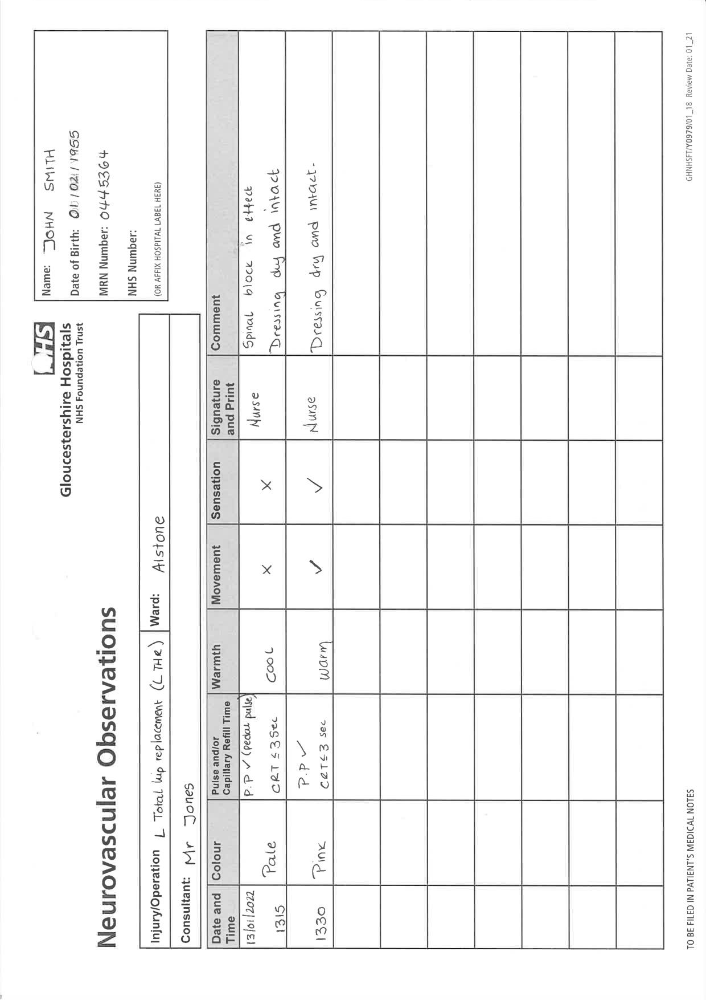 Neurovascular Observations
NHS
Gloucestershire Hospitals
NHS Foundation Trust
Name: JOHN SMITH
Date of Birth: 01/02/1955
MRN Number: 0445364
NHS Number:
(OR AFFIX HOSPITAL LABEL HERE)
Injury/Operation L Total hip replacement (L THR)
Ward: Alstone
Consultant: Mr Jones
Date and Time
Colour
Pulse and/or Capillary Refill Time
Warmth
Movement
Sensation
Signature and Print
Comment
13/01/2022
1315
Pale
P.P ✓ (pedal pulse)
CRT ≤ 3 Sec
COOL
X
X
Nurse
Spinal block in effect
Dressing dry and intact
1330
Pink
P.P ✓
CRT ≤ 3 sec
warm
✓
✓
Nurse
Dressing dry and intact.
TO BE FILED IN PATIENT'S MEDICAL NOTES
GHNHSFT/Y0979/01_18 Review Date: 01_21